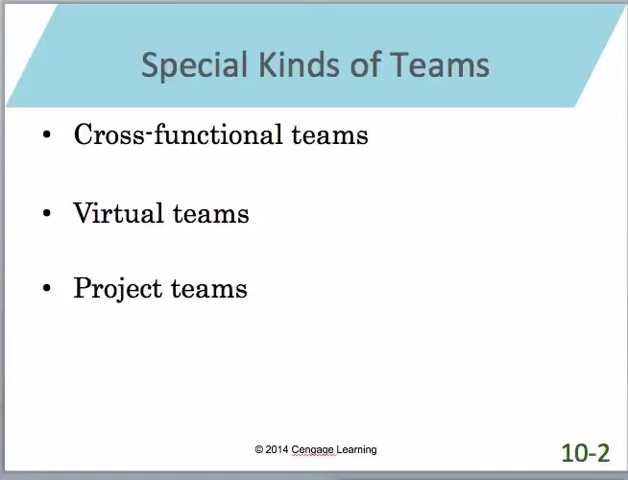 Special Kinds of Teams
• Cross-functional teams
• Virtual teams
• Project teams
© 2014 Cengage Learning
10-2